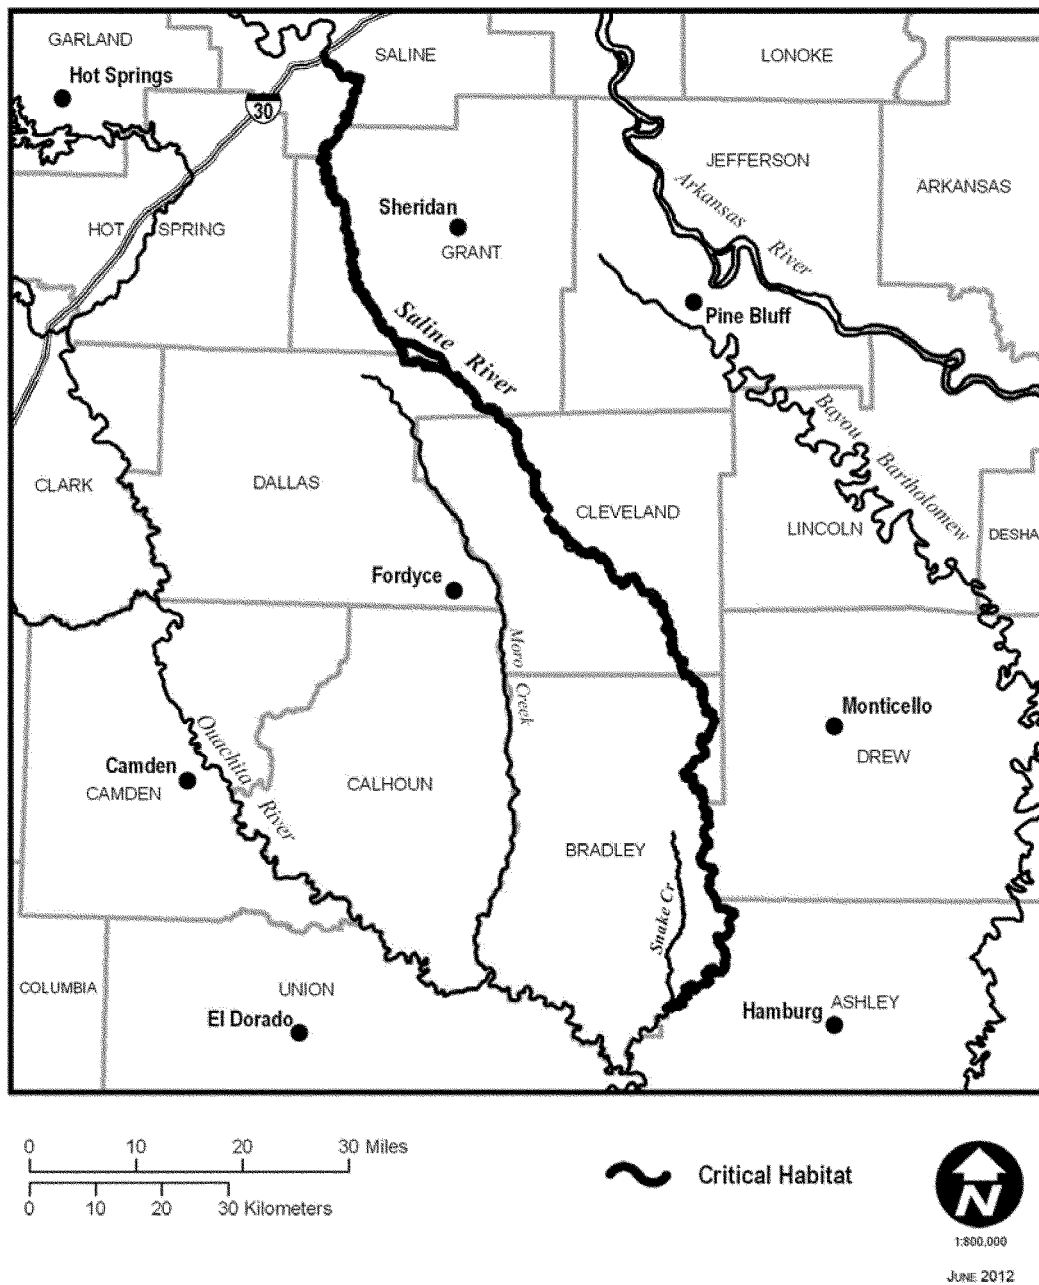 GARLAND
Hot Springs
SALINE
LONOKE
30
JEFFERSON
ARKANSAS
Arkansas River
HOT SPRING
Sheridan
GRANT
Pine Bluff
Saline River
Bayou Bartholomew
CLARK
DALLAS
CLEVELAND
LINCOLN
DESHA
Fordyce
Moro Creek
Monticello
DREW
Ouachita River
Camden
CAMDEN
CALHOUN
BRADLEY
Snake Cr
COLUMBIA
UNION
El Dorado
Hamburg
ASHLEY
0 10 20 30 Miles
0 10 20 30 Kilometers
Critical Habitat
N
1:800,000
JUNE 2012